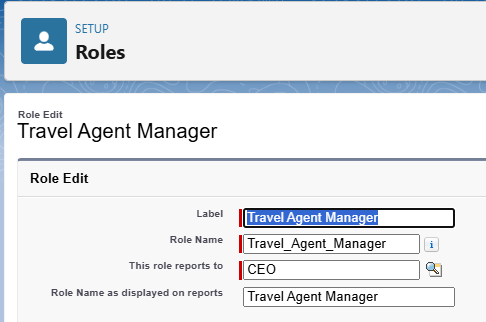 SETUP
Roles
Role Edit
Travel Agent Manager
Role Edit
Label Travel Agent Manager
Role Name Travel_Agent_Manager i
This role reports to CEO
Role Name as displayed on reports Travel Agent Manager